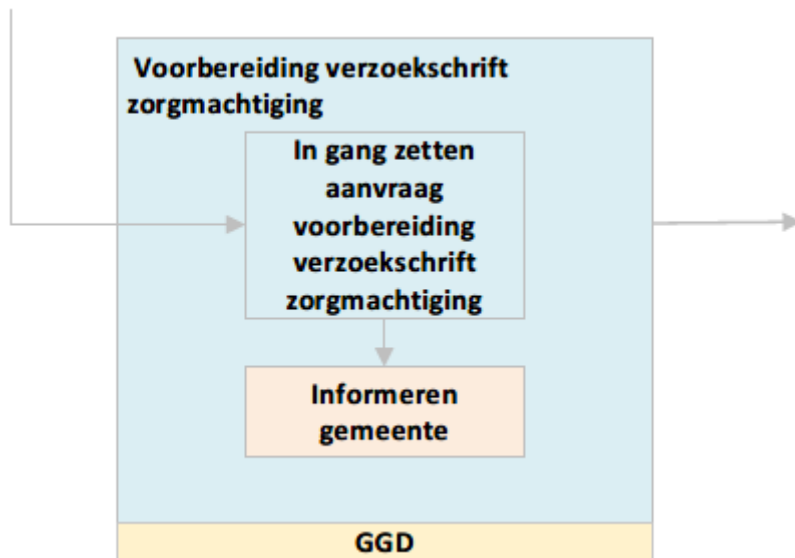 Voorbereiding verzoekschrift
zorgmachtiging
In gang zetten
aanvraag
voorbereiding
verzoekschrift
zorgmachtiging
Informeren
gemeente
GGD